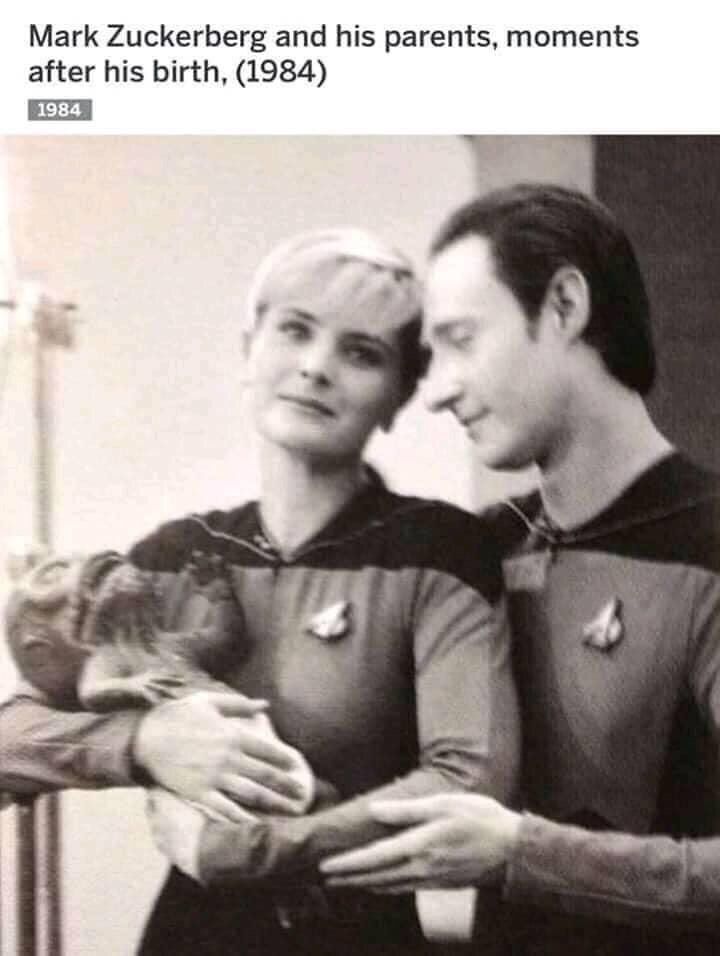 Mark Zuckerberg and his parents, moments
after his birth, (1984)
1984